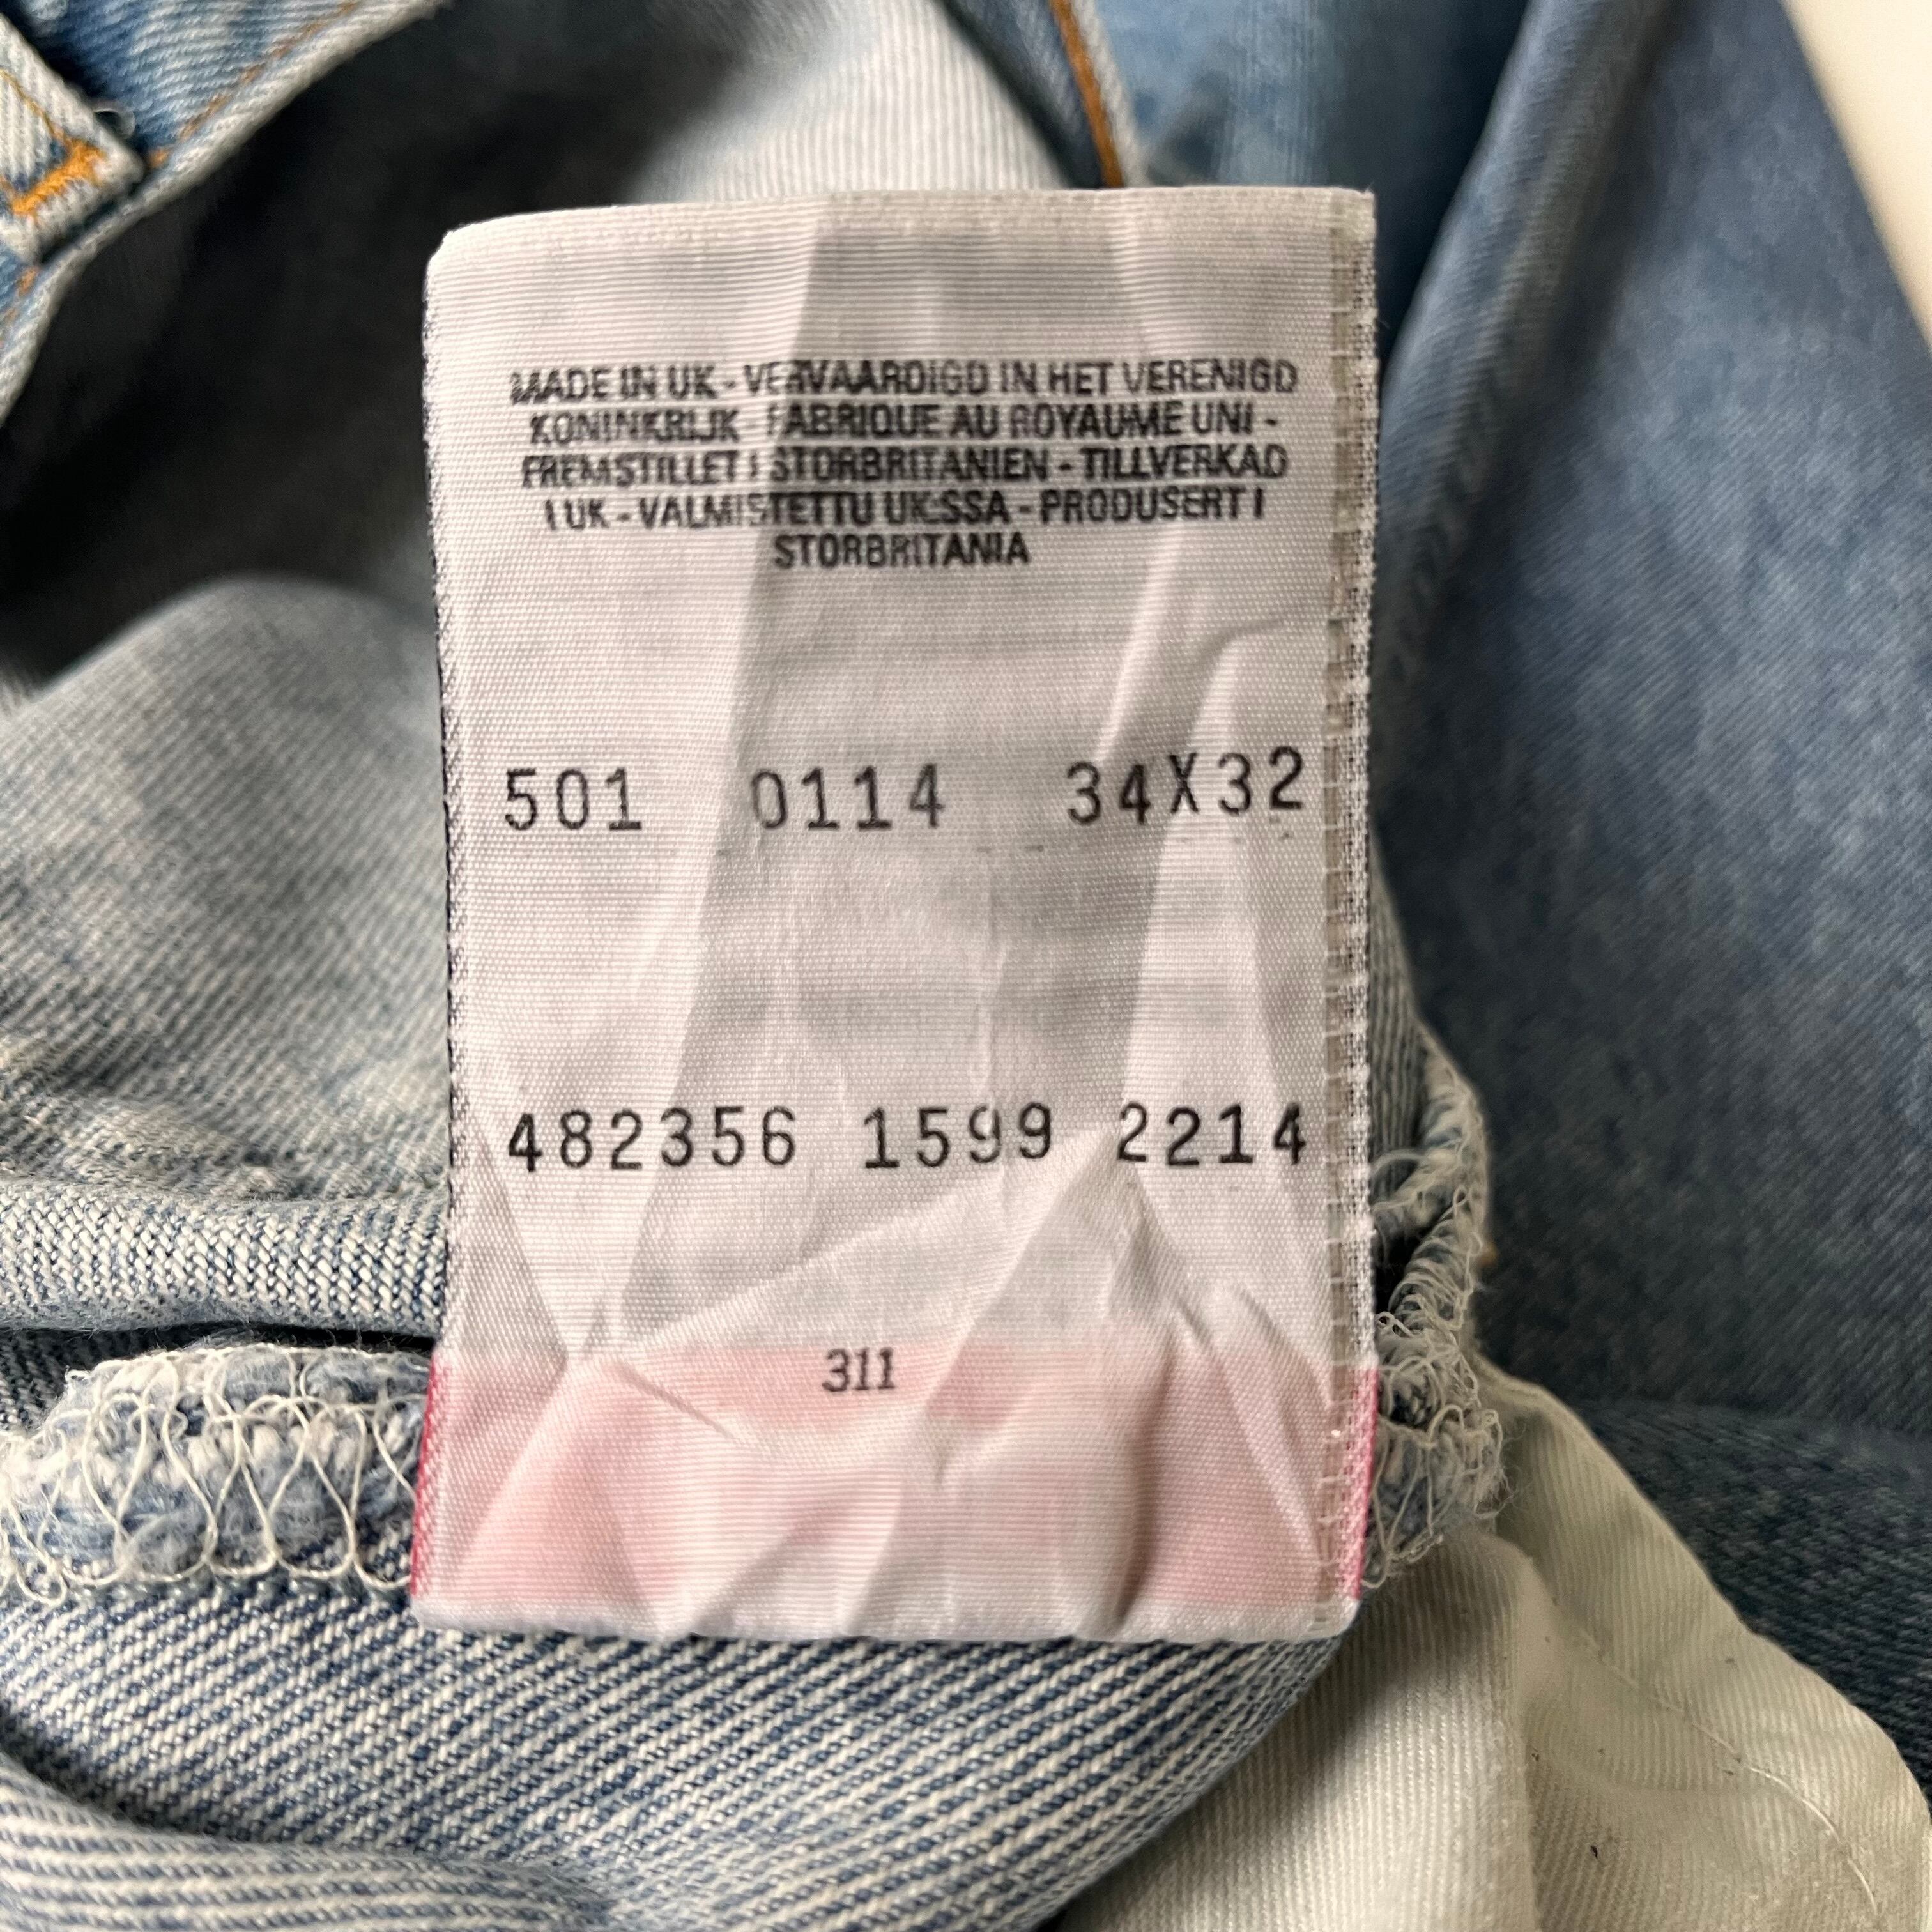 MADE IN UK - VERVAARDIGD IN HET VERENIGD
KONINKRIJK - FABRIQUE AU ROYAUME UNI -
FREMSTILLET I STORBRITANIEN - TILLVERKAD
I UK - VALMISTETTU UK:SSA - PRODUSERT I
STORBRITANIA
501 0114 34X32
482356 1599 2214
311